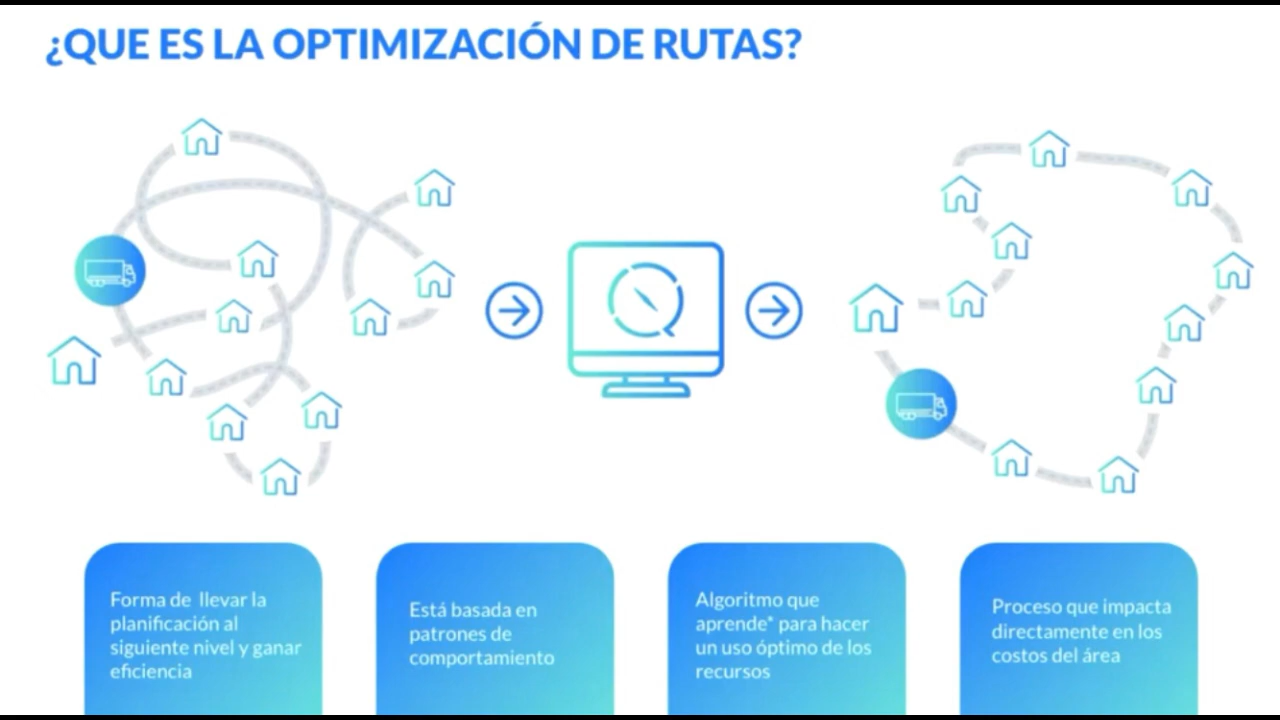 ¿QUE ES LA OPTIMIZACIÓN DE RUTAS?
Forma de llevar la
planificación al
siguiente nivel y ganar
eficiencia
Está basada en
patrones de
comportamiento
Algoritmo que
aprende* para hacer
un uso óptimo de los
recursos
Proceso que impacta
directamente en los
costos del área